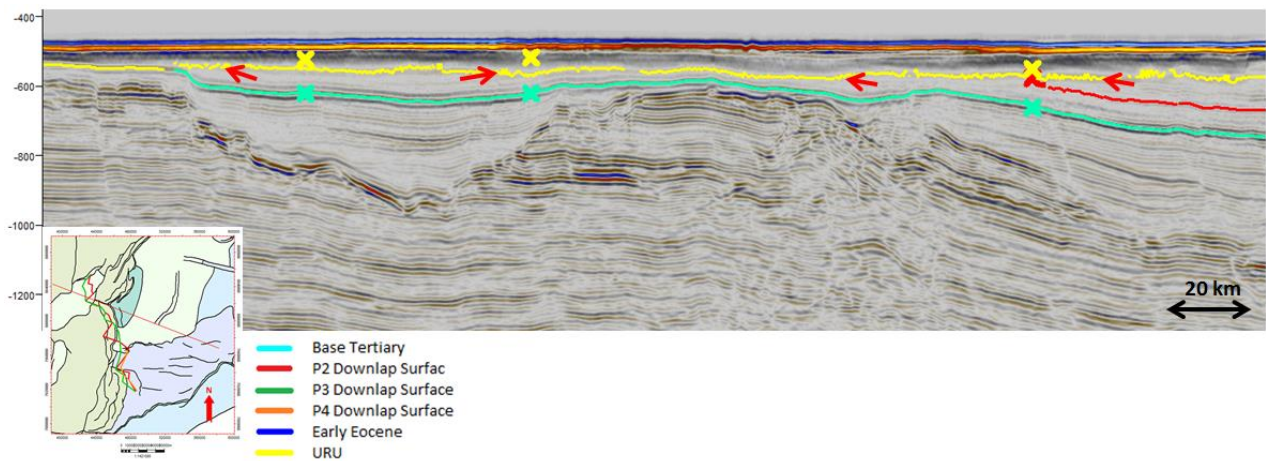 -400
-600
-800
-1000
-1200
20 km
N
Base Tertiary
P2 Downlap Surfac
P3 Downlap Surface
P4 Downlap Surface
Early Eocene
URU